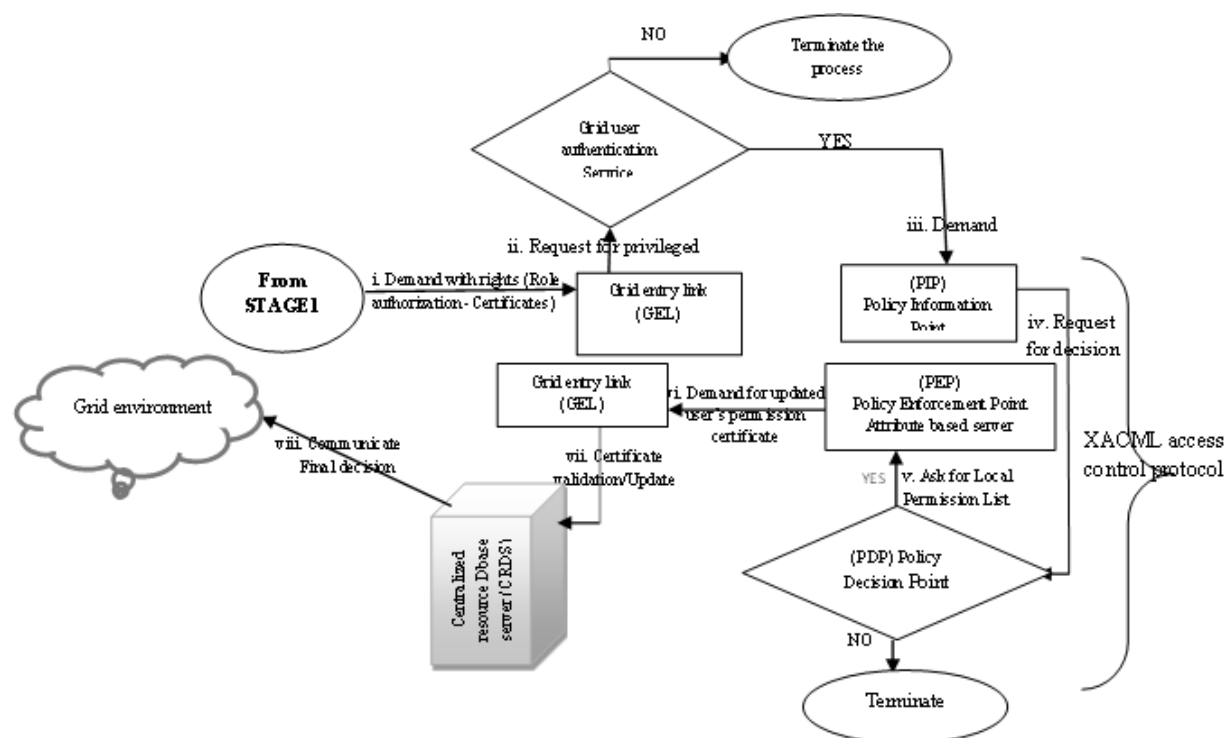 NO
Terminate the
process
Grid user
authentication
Service
YES
iii. Demand
ii. Request for privileged
From
STAGE1
i. Demand with rights (Role
authorization- Certificates)
Grid entry link
(GEL)
(PIP)
Policy Information
Point
iv. Request
for decision
Grid entry link
(GEL)
vi. Demand for updated
user's permission
certificate
(PEP)
Policy Enforcement Point
Attribute based server
XACML access
control protocol
Grid environment
viii. Communicate
Final decision
vii. Certificate
validation/Update
YES
v. Ask for Local
Permission List
Centralized
resource Dbase
server (CRDS)
(PDP) Policy
Decision Point
NO
Terminate